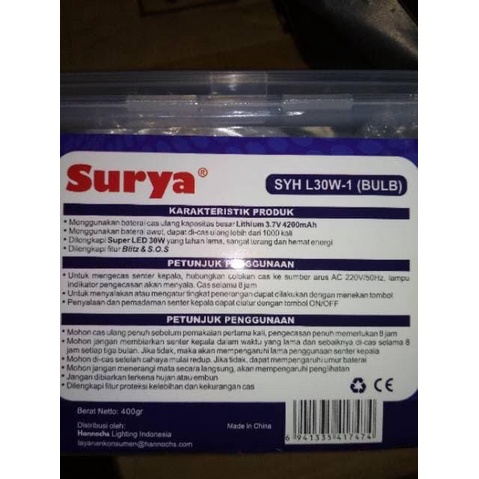 Surya®
SYH L30W-1 (BULB)
KARAKTERISTIK PRODUK
• Menggunakan baterai cas ulang kapasitas besar Lithium 3.7V 4200mAh
• Menggunakan baterai awet, dapat di-cas ulang lebih dari 1000 kali
• Dilengkapi Super LED 30W yang tahan lama, sangat terang dan hemat energi
• Dilengkapi fitur Blitz & S.O.S
PETUNJUK PENGGUNAAN
• Untuk mengecas senter kepala, hubungkan colokan cas ke sumber arus AC 220V/50Hz, lampu
indikator pengecasan akan menyala. Cas selama 8 jam
• Untuk menyalakan atau mengatur tingkat penerangan dapat dilakukan dengan menekan tombol
• Penyalaan dan pemadaman senter kepala dapat diatur dengan tombol ON/OFF
PETUNJUK PENGGUNAAN
• Mohon cas ulang penuh sebelum pemakaian pertama kali, pengecasan penuh memerlukan 8 jam
• Mohon jangan membiarkan senter kepala dalam waktu yang lama dan sebaiknya di-cas selama 8
jam setiap tiga bulan. Jika tidak, maka akan mempengaruhi lama penggunaan senter kepala
• Mohon di-cas setelah cahaya mulai redup. Jika tidak, dapat mempengaruhi umur baterai
• Mohon jangan menerangi mata secara langsung, akan mempengaruhi penglihatan
• Jangan dibiarkan terkena hujan atau embun
• Dilengkapi fitur proteksi kelebihan dan kekurangan cas
Berat Netto: 400gr
Distribusi oleh:
Hannochs Lighting Indonesia
layanankonsumen@hannochs.com
Made In China
CE
6 941335 417474